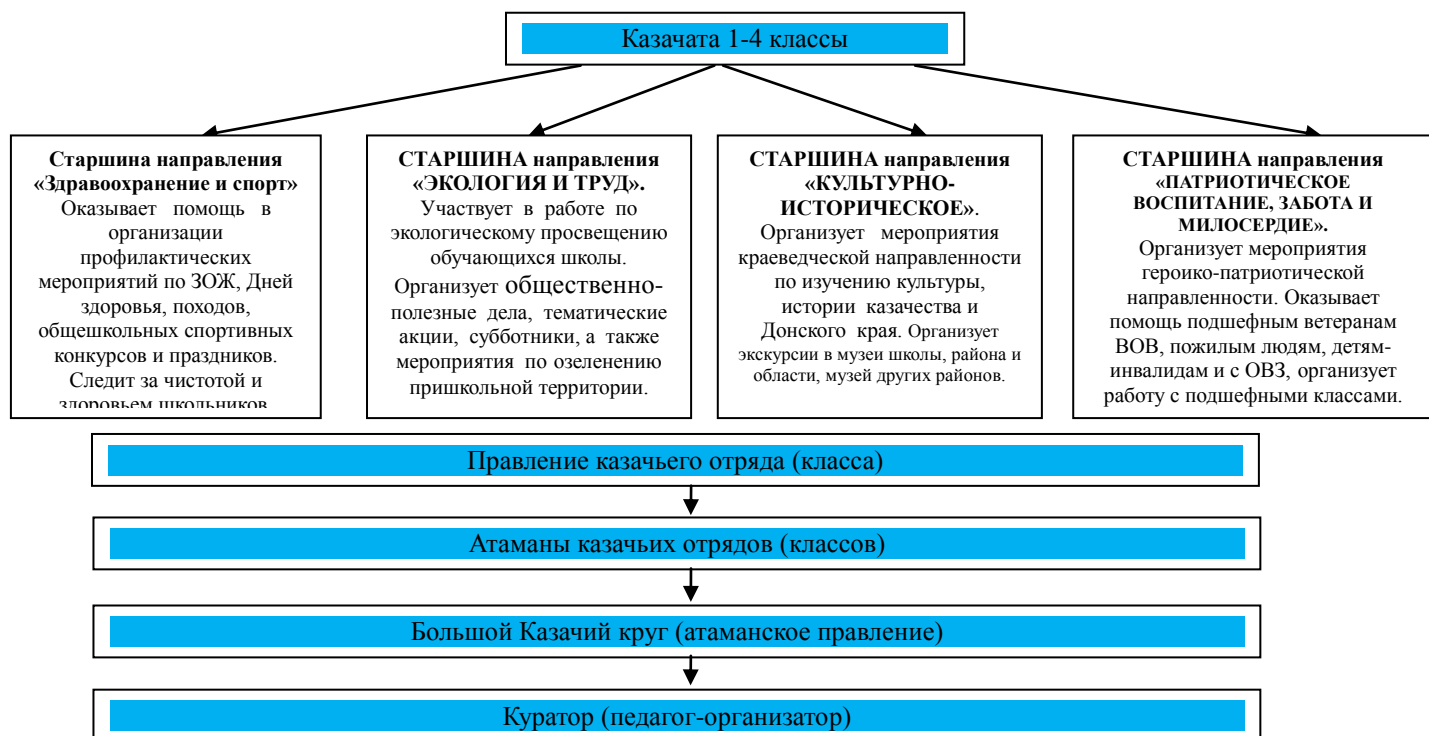 Казачата 1-4 классы
Старшина направления
«Здравоохранение и спорт»
Оказывает помощь в
организации
профилактических
мероприятий по ЗОЖ, Дней
здоровья, походов,
общешкольных спортивных
конкурсов и праздников.
Следит за чистотой и
здоровьем школьников
СТАРШИНА направления
«ЭКОЛОГИЯ И ТРУД».
Участвует в работе по
экологическому просвещению
обучающихся школы.
Организует общественно-
полезные дела, тематические
акции, субботники, а также
мероприятия по озеленению
пришкольной территории.
СТАРШИНА направления
«КУЛЬТУРНО-
ИСТОРИЧЕСКОЕ».
Организует мероприятия
краеведческой направленности
по изучению культуры,
истории казачества и
Донского края. Организует
экскурсии в музеи школы, района и
области, музей других районов.
СТАРШИНА направления
«ПАТРИОТИЧЕСКОЕ
ВОСПИТАНИЕ, ЗАБОТА И
МИЛОСЕРДИЕ».
Организует мероприятия
героико-патриотической
направленности. Оказывает
помощь подшефным ветеранам
ВОВ, пожилым людям, детям-
инвалидам и с ОВЗ, организует
работу с подшефными классами.
Правление казачьего отряда (класса)
Атаманы казачьих отрядов (классов)
Большой Казачий круг (атаманское правление)
Куратор (педагог-организатор)